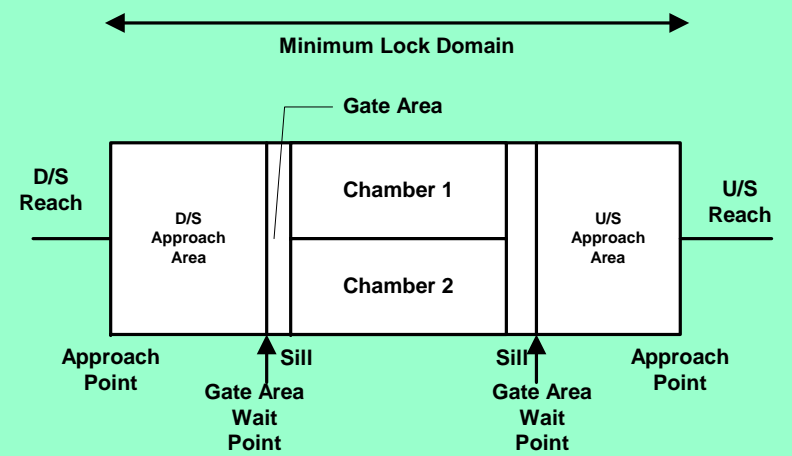 Minimum Lock Domain
Gate Area
D/S
Reach
D/S
Approach
Area
Chamber 1
Chamber 2
U/S
Approach
Area
U/S
Reach
Approach
Point
Sill
Gate Area
Wait
Point
Sill
Gate Area
Wait
Point
Approach
Point